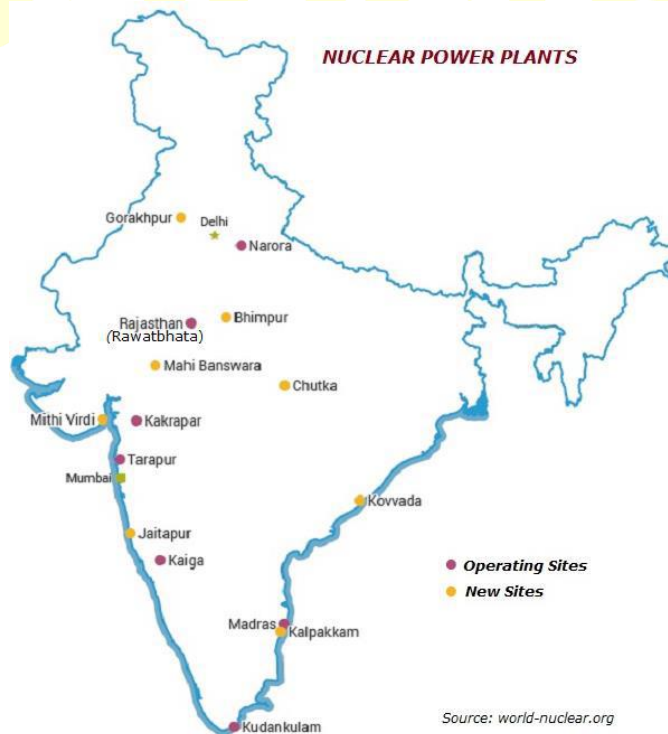 NUCLEAR POWER PLANTS
Gorakhpur
Delhi
Narora
Rajasthan
(Rawatbhata)
Bhimpur
Mahi Banswara
Chutka
Mithi Virdi
Kakrapar
Tarapur
Mumbai
Kovvada
Jaitapur
Kaiga
Operating Sites
New Sites
Madras
Kalpakkam
Kudankulam
Source: world-nuclear.org